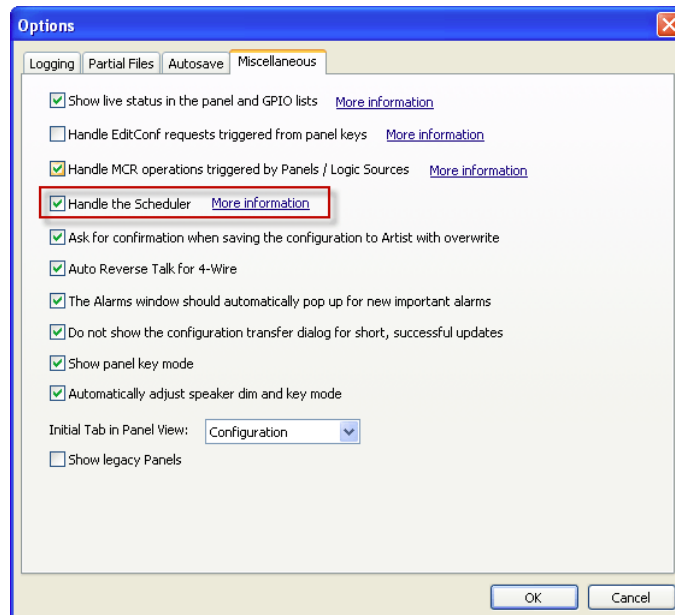 Options
Logging Partial Files Autosave Miscellaneous
Show live status in the panel and GPIO lists More information
Handle EditConf requests triggered from panel keys More information
Handle MCR operations triggered by Panels / Logic Sources More information
Handle the Scheduler More information
Ask for confirmation when saving the configuration to Artist with overwrite
Auto Reverse Talk for 4-Wire
The Alarms window should automatically pop up for new important alarms
Do not show the configuration transfer dialog for short, successful updates
Show panel key mode
Automatically adjust speaker dim and key mode
Initial Tab in Panel View: Configuration
Show legacy Panels
OK Cancel